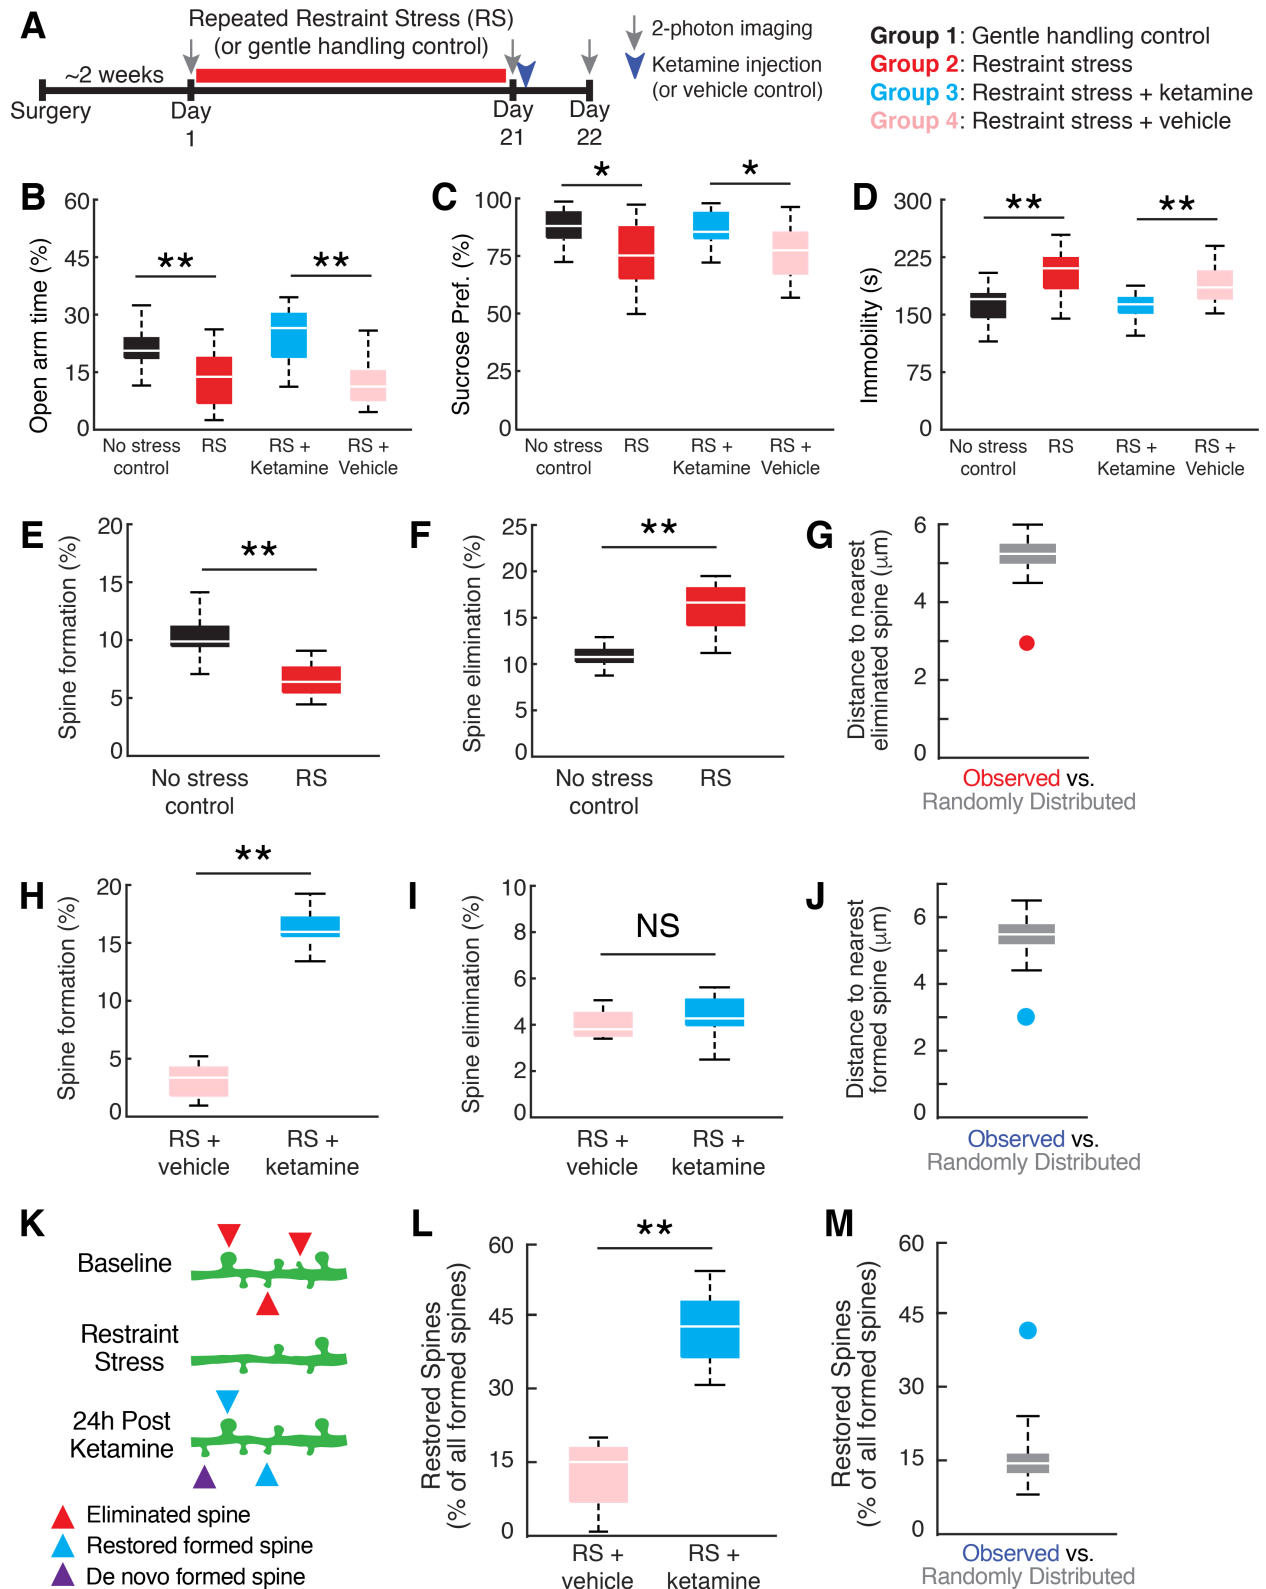 A
Repeated Restraint Stress (RS)
(or gentle handling control)
~2 weeks
Surgery
Day
1
Day
21
Day
22
2-photon imaging
Ketamine injection
(or vehicle control)
Group 1: Gentle handling control
Group 2: Restraint stress
Group 3: Restraint stress + ketamine
Group 4: Restraint stress + vehicle
B
Open arm time (%)
60
45
30
15
0
**
**
No stress
control
RS
RS +
Ketamine
RS +
Vehicle
C
Sucrose Pref. (%)
100
75
50
25
0
*
*
No stress
control
RS
RS +
Ketamine
RS +
Vehicle
D
Immobility (s)
300
225
150
75
0
**
**
No stress
control
RS
RS +
Ketamine
RS +
Vehicle
E
Spine formation (%)
20
15
10
5
0
**
No stress
control
RS
F
Spine elimination (%)
25
20
15
10
5
0
**
No stress
control
RS
G
Distance to nearest
eliminated spine (μm)
6
4
2
0
Observed vs.
Randomly Distributed
H
Spine formation (%)
20
15
10
5
0
**
RS +
vehicle
RS +
ketamine
I
Spine elimination (%)
10
8
6
4
2
0
NS
RS +
vehicle
RS +
ketamine
J
Distance to nearest
formed spine (μm)
6
4
2
0
Observed vs.
Randomly Distributed
K
Baseline
Restraint
Stress
24h Post
Ketamine
Eliminated spine
Restored formed spine
De novo formed spine
L
Restored Spines
(% of all formed spines)
60
45
30
15
0
**
RS +
vehicle
RS +
ketamine
M
Restored Spines
(% of all formed spines)
60
45
30
15
0
Observed vs.
Randomly Distributed